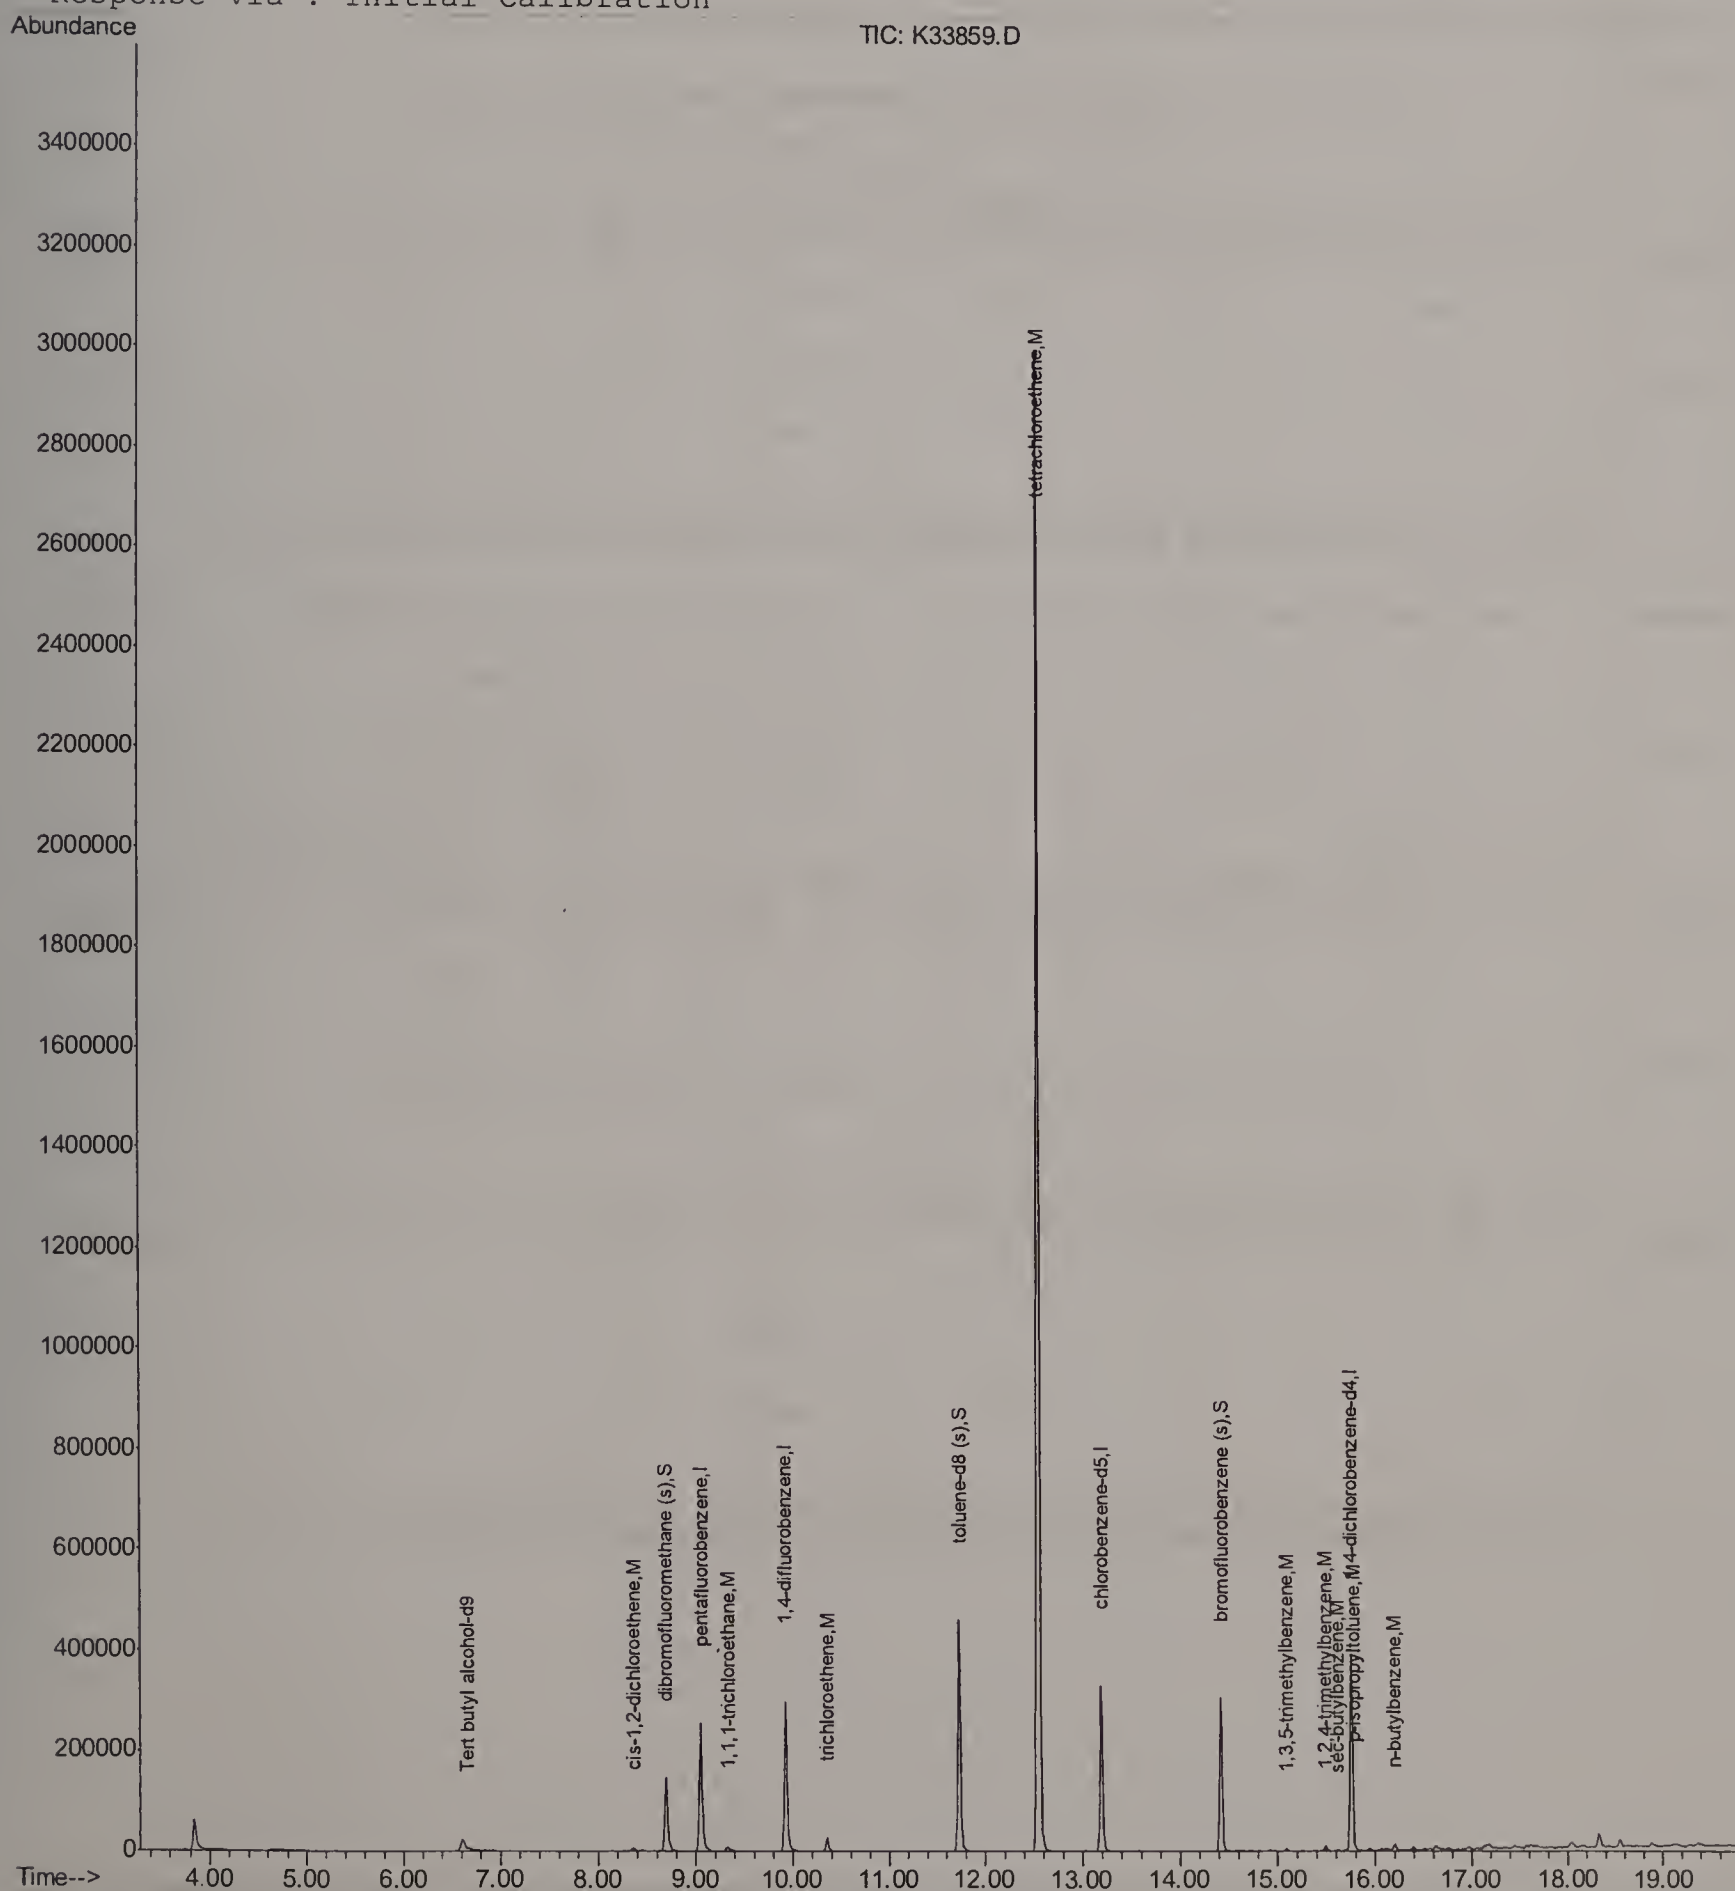 Response via : Initial Calibration
Abundance
TIC: K33859.D
3400000
3200000
3000000
2800000
2600000
2400000
2200000
2000000
1800000
1600000
1400000
1200000
1000000
800000
600000
400000
200000
0
Tert butyl alcohol-d9
cis-1,2-dichloroethene,M
dibromofluoromethane (s),S
pentafluorobenzene,I
1,1,1-trichloroethane,M
1,4-difluorobenzene,I
trichloroethene,M
toluene-d8 (s),S
tetrachloroethene,M
chlorobenzene-d5,I
bromofluorobenzene (s),S
1,3,5-trimethylbenzene,M
1,2,4-trimethylbenzene,M
sec-butylbenzene,M
p-isopropyltoluene,M
4-dichlorobenzene-d4,I
n-butylbenzene,M
Time--> 4.00 5.00 6.00 7.00 8.00 9.00 10.00 11.00 12.00 13.00 14.00 15.00 16.00 17.00 18.00 19.00